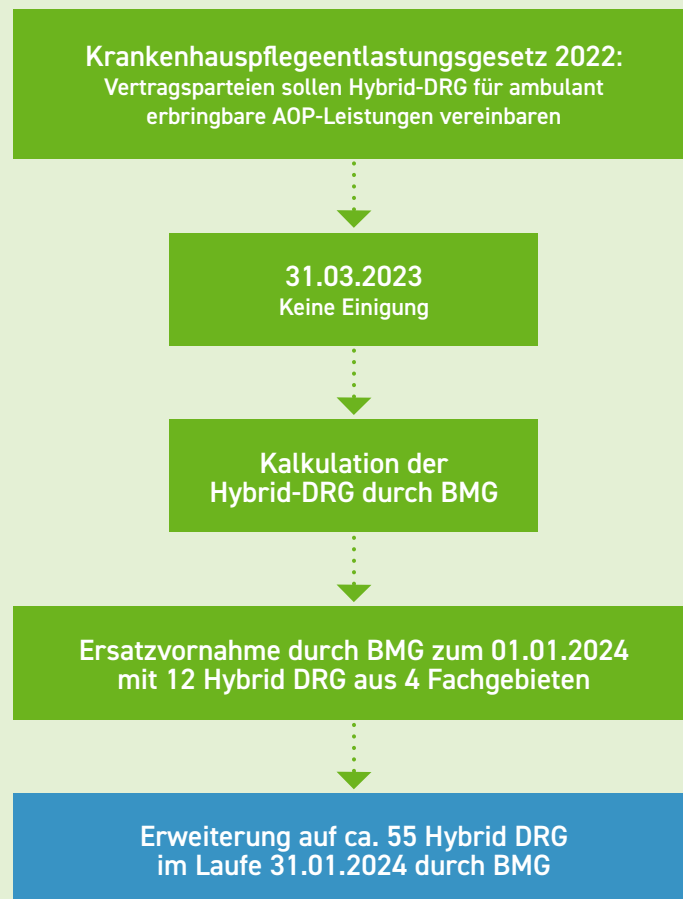 Krankenhauspflegeentlastungsgesetz 2022:
Vertragsparteien sollen Hybrid-DRG für ambulant
erbringbare AOP-Leistungen vereinbaren
31.03.2023
Keine Einigung
Kalkulation der
Hybrid-DRG durch BMG
Ersatzvornahme durch BMG zum 01.01.2024
mit 12 Hybrid DRG aus 4 Fachgebieten
Erweiterung auf ca. 55 Hybrid DRG
im Laufe 31.01.2024 durch BMG